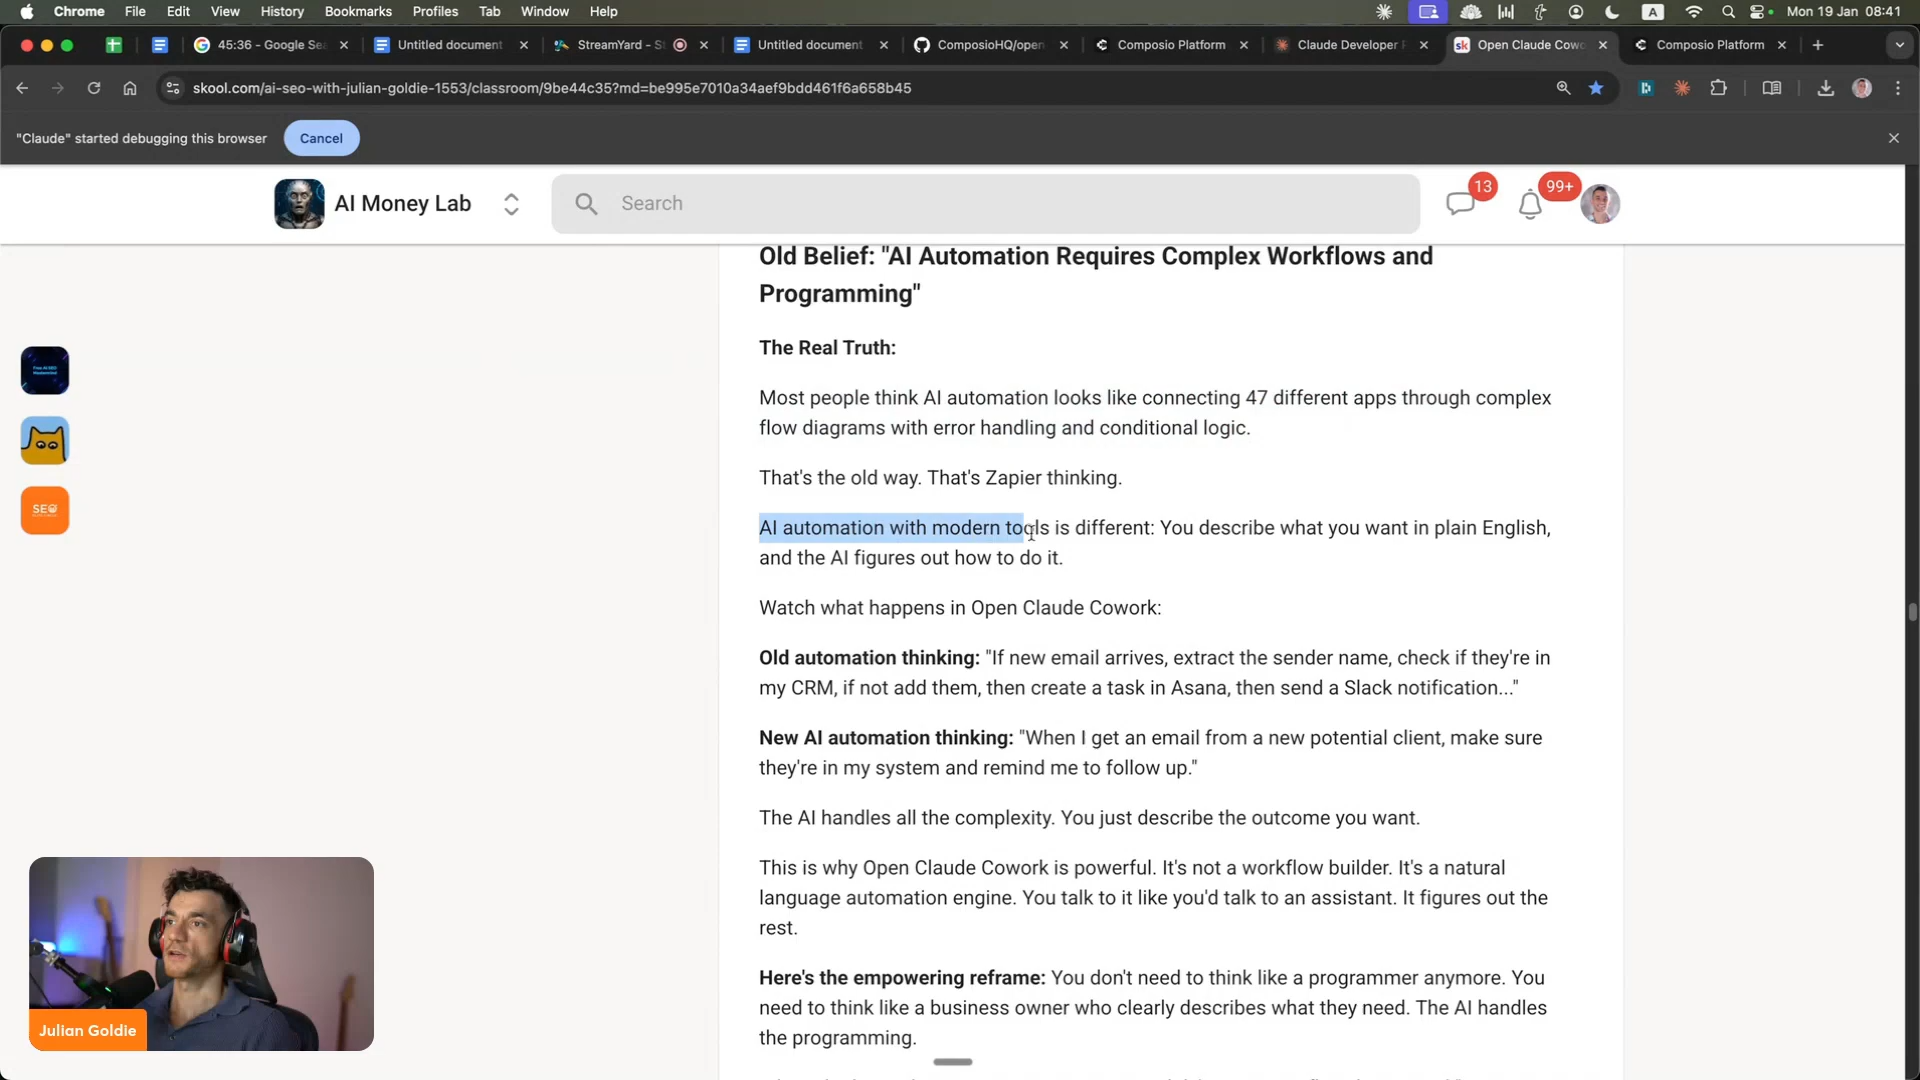 Chrome File Edit View History Bookmarks Profiles Tab Window Help
A
Mon 19 Jan 08:41
45:36 - Google Sea
Untitled document
StreamYard - S
Untitled document
ComposioHQ/open
Composio Platform
Claude Developer P
sk
Open Claude Cowo
Composio Platform
skool.com/ai-seo-with-julian-goldie-1553/classroom/9be44c35?md=be995e7010a34aef9bdd461f6a658b45
"Claude" started debugging this browser
Cancel
AI Money Lab
Search
13
99+
Old Belief: "AI Automation Requires Complex Workflows and
Programming"
The Real Truth:
Most people think AI automation looks like connecting 47 different apps through complex
flow diagrams with error handling and conditional logic.
That's the old way. That's Zapier thinking.
AI automation with modern tools is different: You describe what you want in plain English,
and the AI figures out how to do it.
Watch what happens in Open Claude Cowork:
Old automation thinking: "If new email arrives, extract the sender name, check if they're in
my CRM, if not add them, then create a task in Asana, then send a Slack notification..."
New AI automation thinking: "When I get an email from a new potential client, make sure
they're in my system and remind me to follow up."
The AI handles all the complexity. You just describe the outcome you want.
This is why Open Claude Cowork is powerful. It's not a workflow builder. It's a natural
language automation engine. You talk to it like you'd talk to an assistant. It figures out the
rest.
Here's the empowering reframe: You don't need to think like a programmer anymore. You
need to think like a business owner who clearly describes what they need. The AI handles
the programming.
Free AI SEO
Mastermind
SEO
Julian Goldie